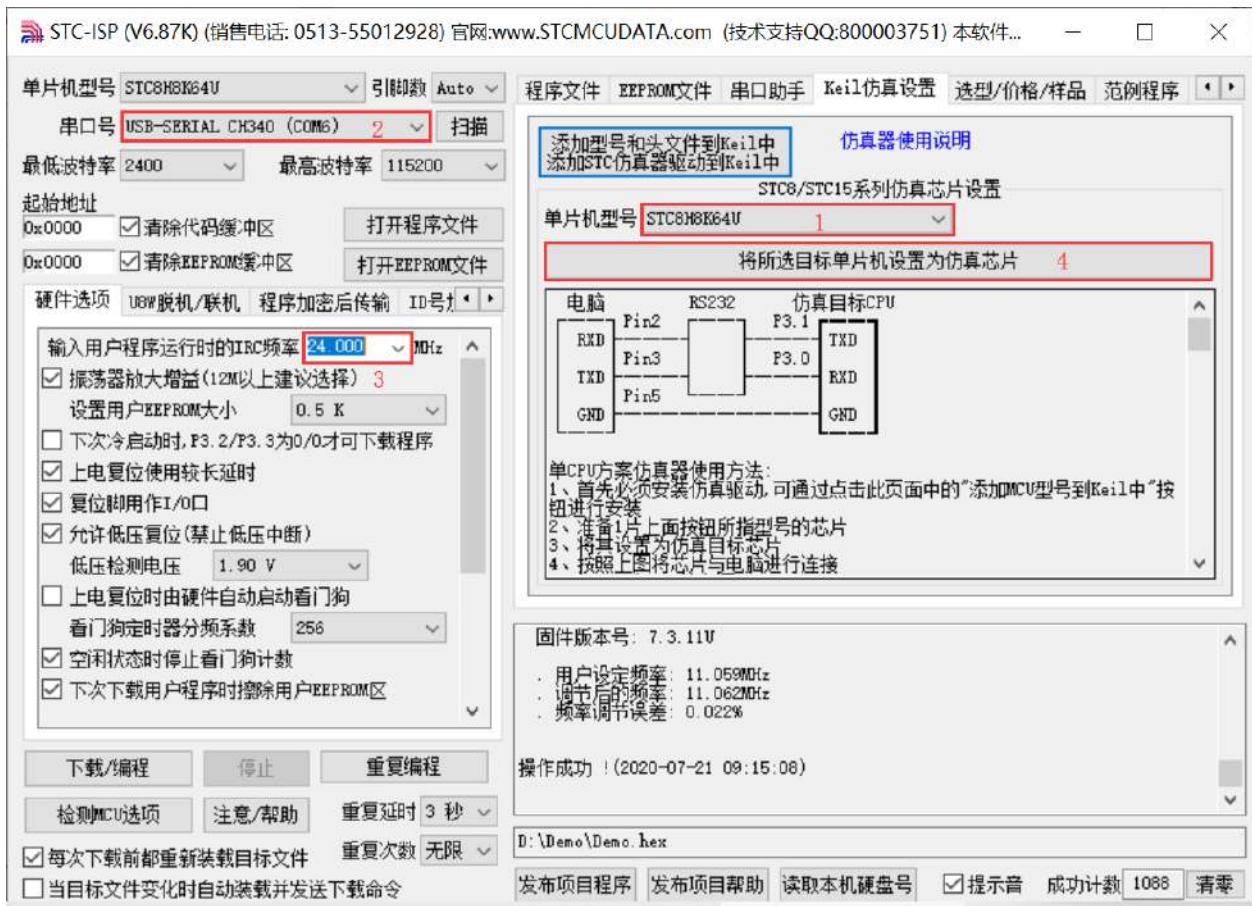 STC-ISP (V6.87K) (销售电话: 0513-55012928) 官网:www.STCMCUDATA.com (技术支持QQ:800003751) 本软件...
单片机型号 STC8H8K64U 引脚数 Auto
串口号 USB-SERIAL CH340 (COM6) 2 扫描
最低波特率 2400 最高波特率 115200
起始地址
0x0000 清除代码缓冲区 打开程序文件
0x0000 清除EEPROM缓冲区 打开EEPROM文件
硬件选项 U8W脱机/联机 程序加密后传输 ID号
输入用户程序运行时的IRC频率 24.000 MHz
振荡器放大增益(12M以上建议选择) 3
设置用户EEPROM大小 0.5 K
下次冷启动时,P3.2/P3.3为0/0才可下载程序
上电复位使用较长延时
复位脚用作I/O口
允许低压复位(禁止低压中断)
低压检测电压 1.90 V
上电复位时由硬件自动启动看门狗
看门狗定时器分频系数 256
空闲状态时停止看门狗计数
下次下载用户程序时擦除用户EEPROM区
下载/编程 停止 重复编程
检测MCU选项 注意/帮助 重复延时 3 秒
每次下载前都重新装载目标文件 重复次数 无限
当目标文件变化时自动装载并发送下载命令
程序文件 EEPROM文件 串口助手 Keil仿真设置 选型/价格/样品 范例程序
添加型号和头文件到Keil中
添加STC仿真器驱动到Keil中
仿真器使用说明
STC8/STC15系列仿真芯片设置
单片机型号 STC8H8K64U 1
将所选目标单片机设置为仿真芯片 4
电脑 RS232 仿真目标CPU
Pin2 P3.1
RXD TXD
Pin3 P3.0
TXD RXD
Pin5
GND GND
单CPU方案仿真器使用方法:
1、首先必须安装仿真驱动,可通过点击此页面中的"添加MCU型号到Keil中"按
钮进行安装
2、准备1片上面按钮所指型号的芯片
3、将其设置为仿真目标芯片
4、按照上图将芯片与电脑进行连接
固件版本号: 7.3.11U
. 用户设定频率: 11.059MHz
. 调节后的频率: 11.062MHz
. 频率调节误差: 0.022%
操作成功 !(2020-07-21 09:15:08)
D:\Demo\Demo.hex
发布项目程序 发布项目帮助 读取本机硬盘号 提示音 成功计数 1088 清零